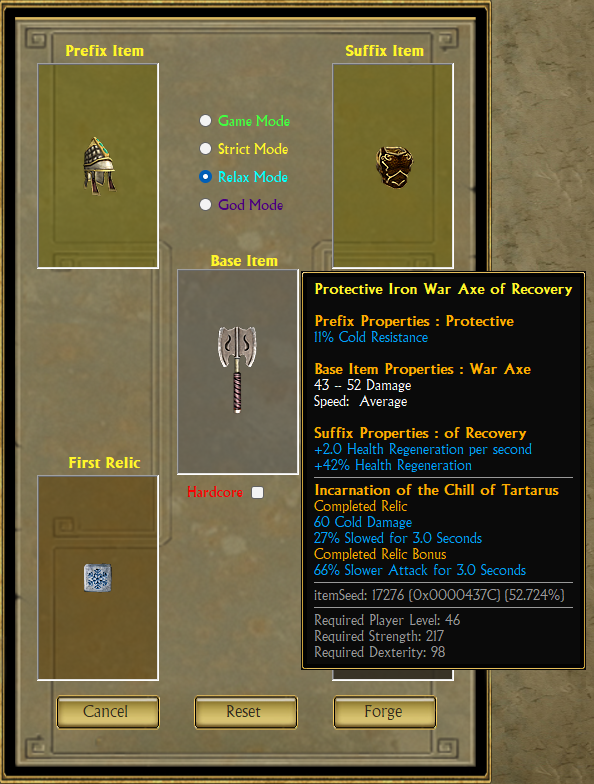 Prefix Item
Suffix Item
Game Mode
Strict Mode
Relax Mode
God Mode
Base Item
Protective Iron War Axe of Recovery
Prefix Properties : Protective
11% Cold Resistance
Base Item Properties : War Axe
43 – 52 Damage
Speed: Average
Suffix Properties : of Recovery
+2.0 Health Regeneration per second
+42% Health Regeneration
Incarnation of the Chill of Tartarus
Completed Relic
60 Cold Damage
27% Slowed for 3.0 Seconds
Completed Relic Bonus
66% Slower Attack for 3.0 Seconds
itemSeed: 17276 (0x0000437C) (52.724%)
Required Player Level: 46
Required Strength: 217
Required Dexterity: 98
First Relic
Hardcore
Cancel
Reset
Forge